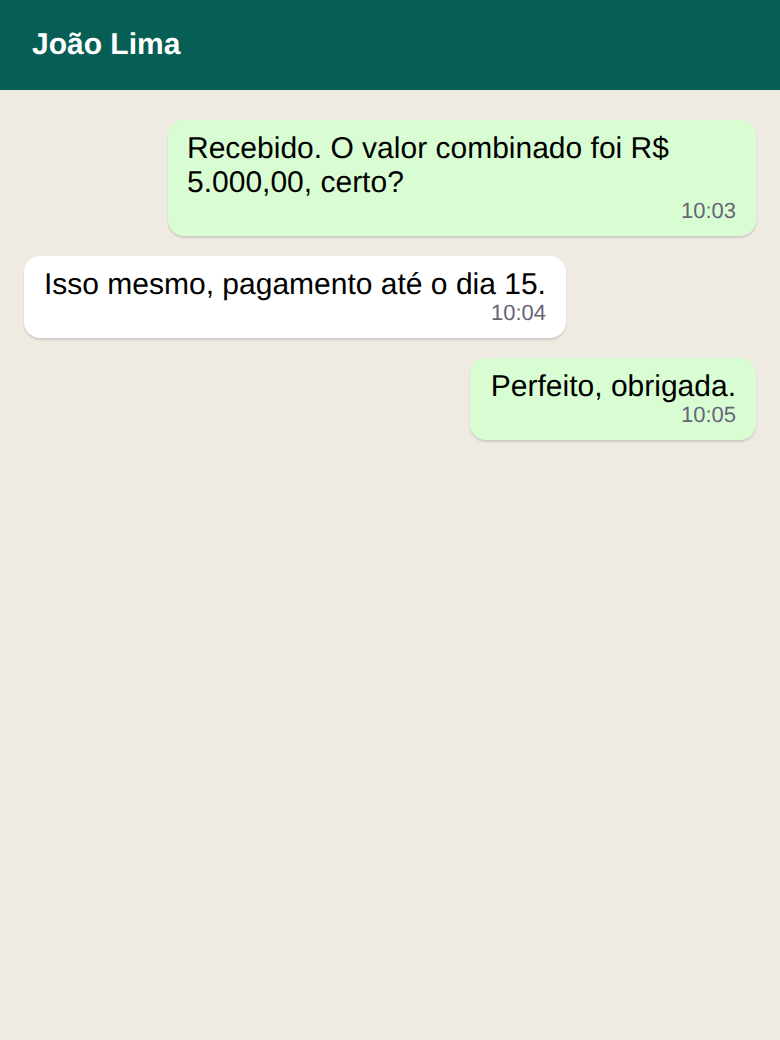 João Lima
Recebido. O valor combinado foi R$
5.000,00, certo?
10:03
Isso mesmo, pagamento até o dia 15.
10:04
Perfeito, obrigada.
10:05